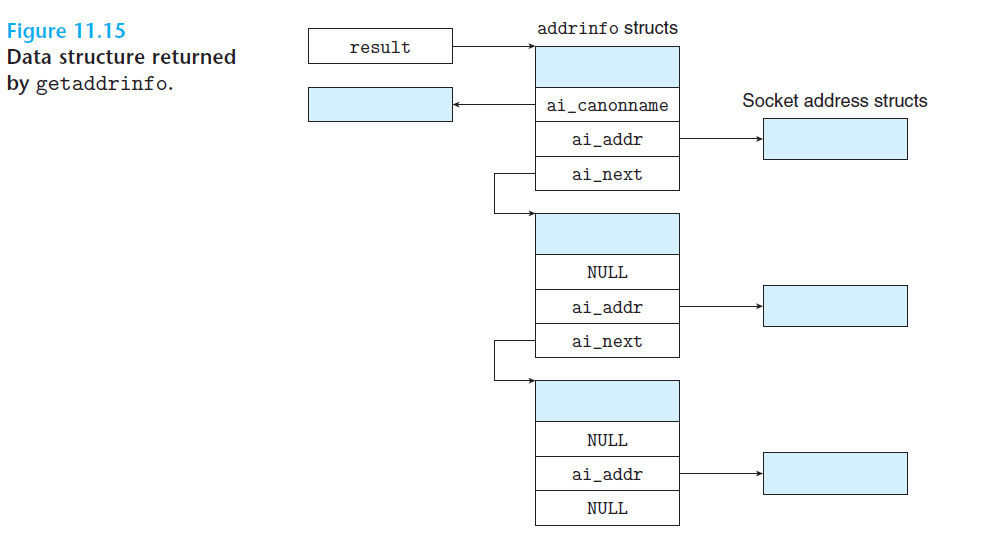 Figure 11.15
Data structure returned
by getaddrinfo.
addrinfo structs
result
ai_canonname
Socket address structs
ai_addr
ai_next
NULL
ai_addr
ai_next
NULL
ai_addr
NULL